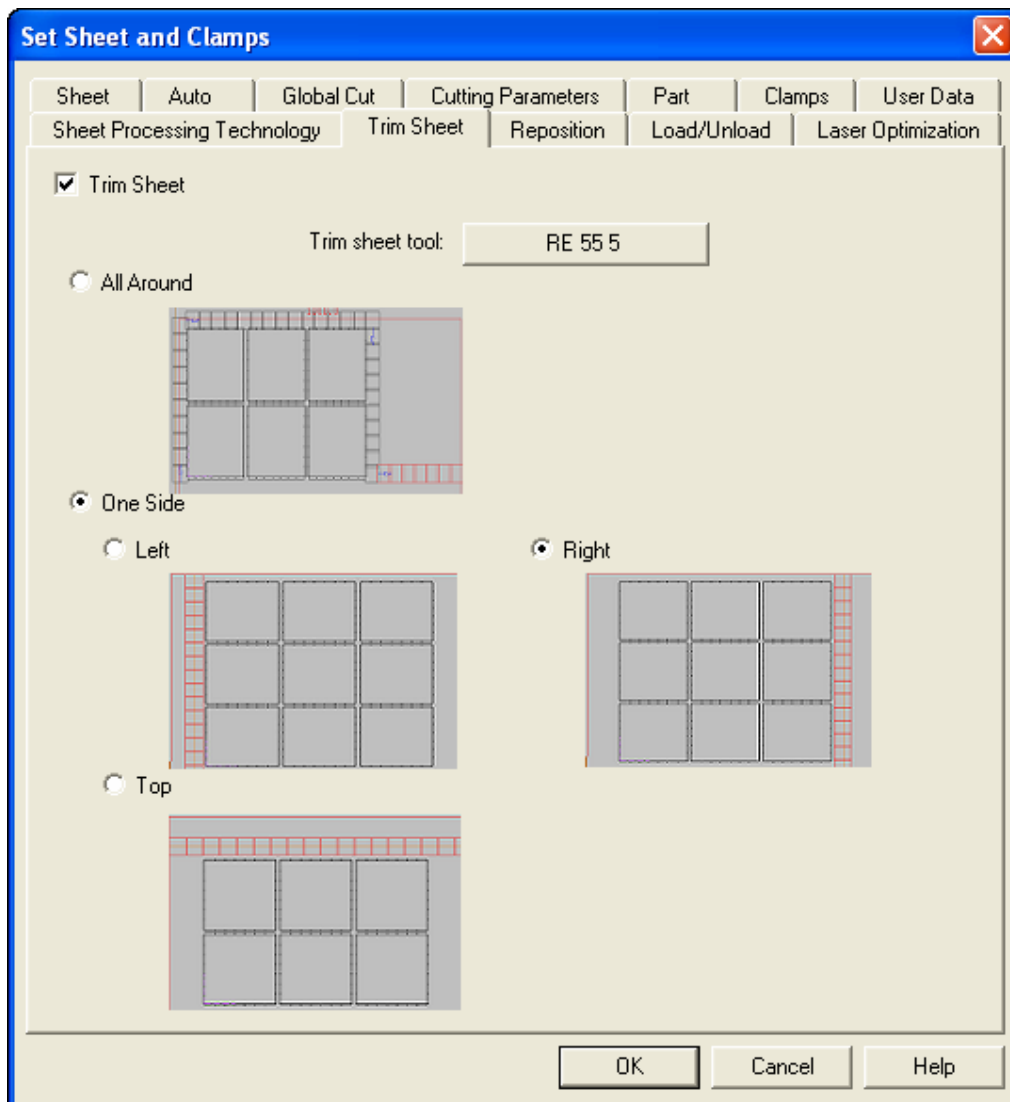 Set Sheet and Clamps
Sheet Auto Global Cut Cutting Parameters Part Clamps User Data
Sheet Processing Technology Trim Sheet Reposition Load/Unload Laser Optimization
Trim Sheet
Trim sheet tool: RE 55 5
All Around
One Side
Left Right
Top
OK Cancel Help